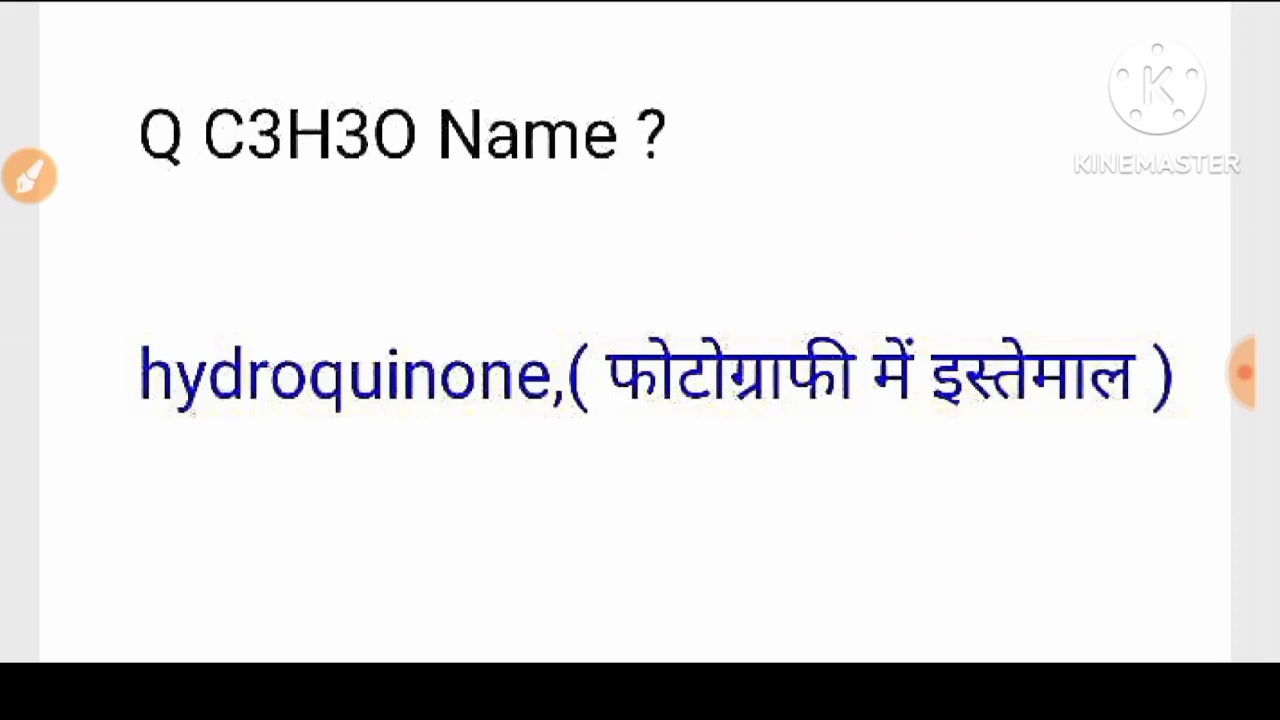 Q C3H3O Name ?
K
KINEMASTER
hydroquinone,( फोटोग्राफी में इस्तेमाल )